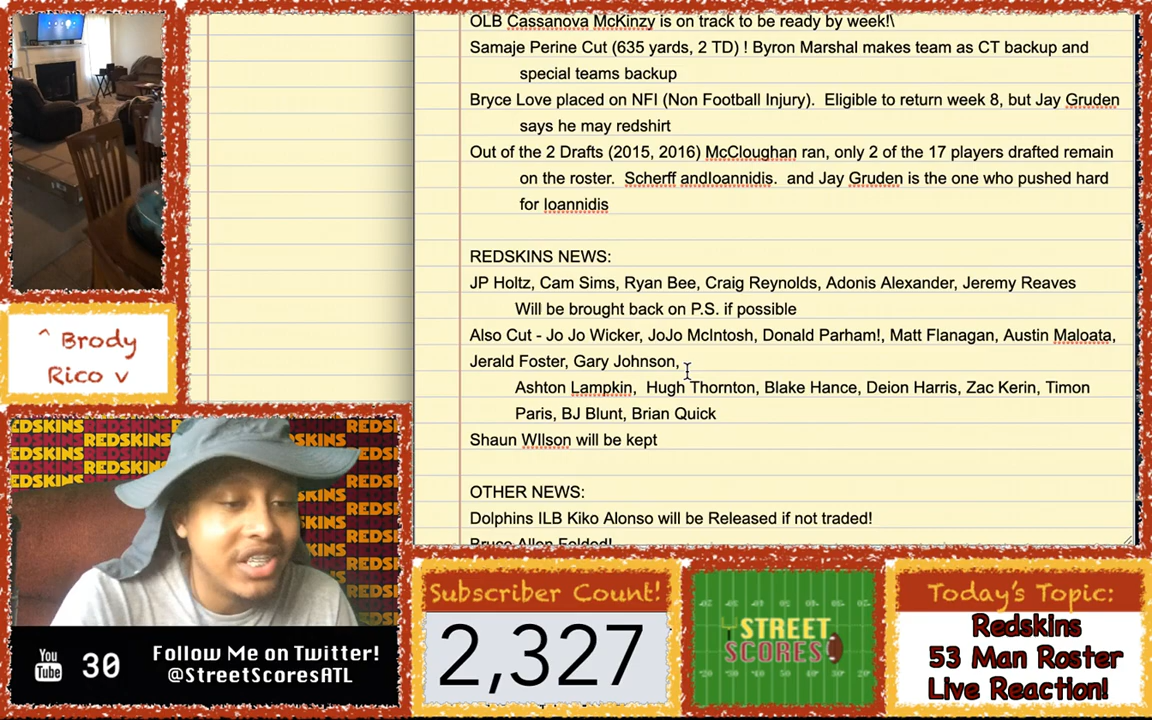 OLB Cassanova McKinzy is on track to be ready by week!\
Samaje Perine Cut (635 yards, 2 TD) ! Byron Marshal makes team as CT backup and
special teams backup
Bryce Love placed on NFI (Non Football Injury).  Eligible to return week 8, but Jay Gruden
says he may redshirt
Out of the 2 Drafts (2015, 2016) McCloughan ran, only 2 of the 17 players drafted remain
on the roster.  Scherff andIoannidis.  and Jay Gruden is the one who pushed hard
for Ioannidis
REDSKINS NEWS:
JP Holtz, Cam Sims, Ryan Bee, Craig Reynolds, Adonis Alexander, Jeremy Reaves
Will be brought back on P.S. if possible
Also Cut - Jo Jo Wicker, JoJo McIntosh, Donald Parham!, Matt Flanagan, Austin Maloata,
Jerald Foster, Gary Johnson,
Ashton Lampkin,  Hugh Thornton, Blake Hance, Deion Harris, Zac Kerin, Timon
Paris, BJ Blunt, Brian Quick
Shaun WIlson will be kept
OTHER NEWS:
Dolphins ILB Kiko Alonso will be Released if not traded!
Bruce Allen Folded!
^ Brody
Rico v
REDSKINS
REDSKINS
REDSKINS
You Tube 30
Follow Me on Twitter!
@StreetScoresATL
Subscriber Count!
2,327
STREET
SCORES
Today's Topic:
Redskins
53 Man Roster
Live Reaction!